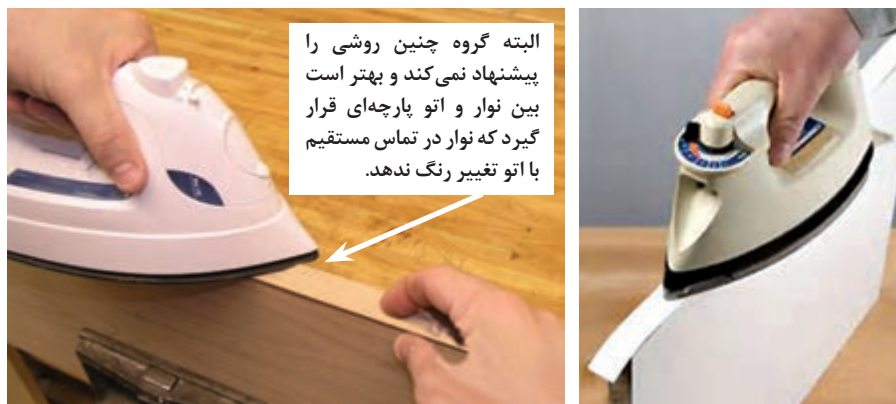 البته گروه چنین روشی را
پیشنهاد نمی‌کند و بهتر است
بین نوار و اتو پارچه‌ای قرار
گیرد که نوار در تماس مستقیم
با اتو تغییر رنگ ندهد.